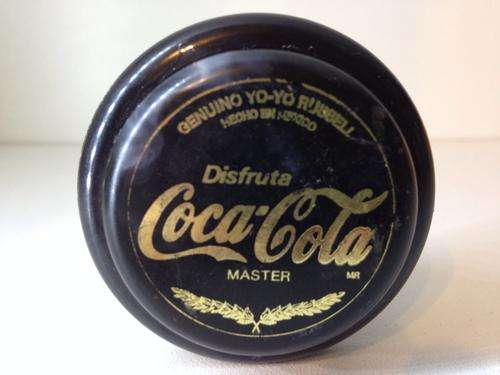 GENUINO YO-YO RUSSELL
HECHO EN MEXICO
Disfruta
Coca-Cola
MASTER MR